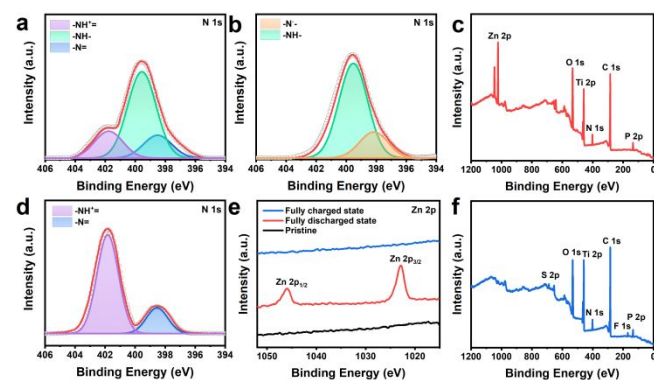 a
N 1s
-NH⁺=
-NH-
-N=
Intensity (a.u.)
406 404 402 400 398 396 394
Binding Energy (eV)
b
N 1s
-N⁻-
-NH-
Intensity (a.u.)
406 404 402 400 398 396 394
Binding Energy (eV)
c
Zn 2p
O 1s
Ti 2p
C 1s
N 1s
P 2p
Intensity (a.u.)
1200 1000 800 600 400 200 0
Binding Energy (eV)
d
N 1s
-NH⁺=
-N=
Intensity (a.u.)
406 404 402 400 398 396 394
Binding Energy (eV)
e
Zn 2p
Fully charged state
Fully discharged state
Pristine
Zn 2p₁/₂
Zn 2p₃/₂
Intensity (a.u.)
1050 1040 1030 1020
Binding Energy (eV)
f
C 1s
O 1s
Ti 2p
S 2p
N 1s
F 1s
P 2p
Intensity (a.u.)
1200 1000 800 600 400 200 0
Binding Energy (eV)